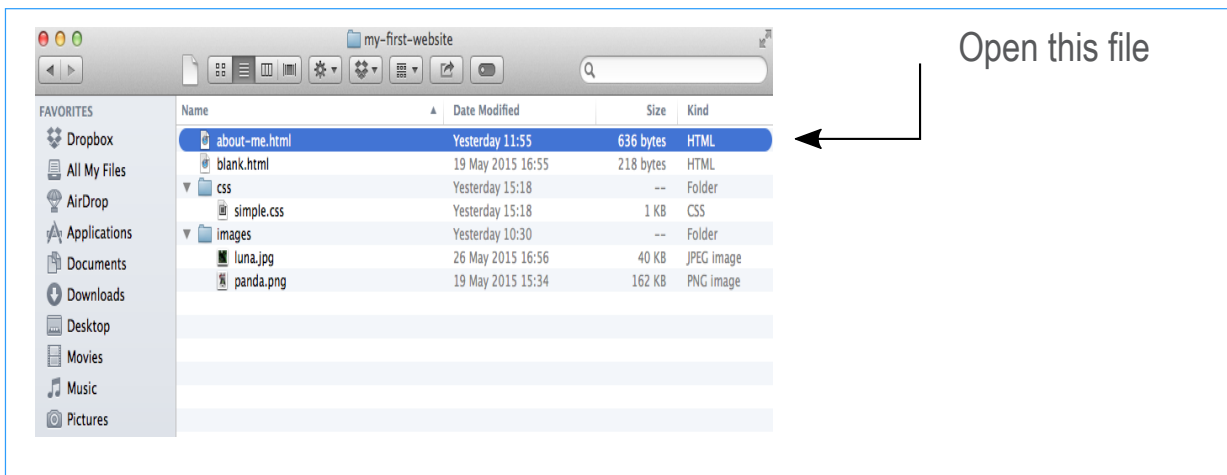 my-first-website
Open this file
FAVORITES
Dropbox
All My Files
AirDrop
Applications
Documents
Downloads
Desktop
Movies
Music
Pictures
Name Date Modified Size Kind
about-me.html Yesterday 11:55 636 bytes HTML
blank.html 19 May 2015 16:55 218 bytes HTML
css Yesterday 15:18 -- Folder
simple.css Yesterday 15:18 1 KB CSS
images Yesterday 10:30 -- Folder
luna.jpg 26 May 2015 16:56 40 KB JPEG image
panda.png 19 May 2015 15:34 162 KB PNG image